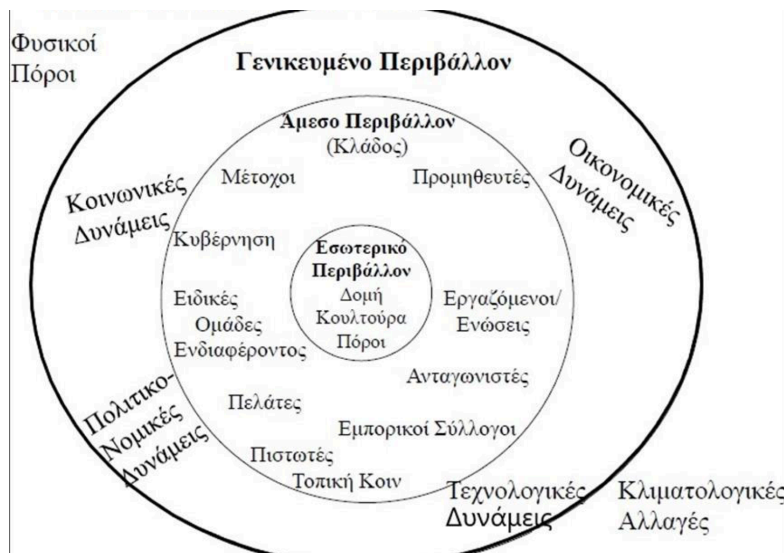 Φυσικοί
Πόροι
Γενικευμένο Περιβάλλον
Άμεσο Περιβάλλον
(Κλάδος)
Μέτοχοι
Προμηθευτές
Κοινωνικές
Δυνάμεις
Οικονομικές
Δυνάμεις
Κυβέρνηση
Εσωτερικό
Περιβάλλον
Δομή
Κουλτούρα
Πόροι
Ειδικές
Ομάδες
Ενδιαφέροντος
Εργαζόμενοι/
Ενώσεις
Ανταγωνιστές
Πελάτες
Εμπορικοί Σύλλογοι
Πολιτικο-
Νομικές
Δυνάμεις
Πιστωτές
Τοπική Κοιν
Τεχνολογικές
Δυνάμεις
Κλιματολογικές
Αλλαγές